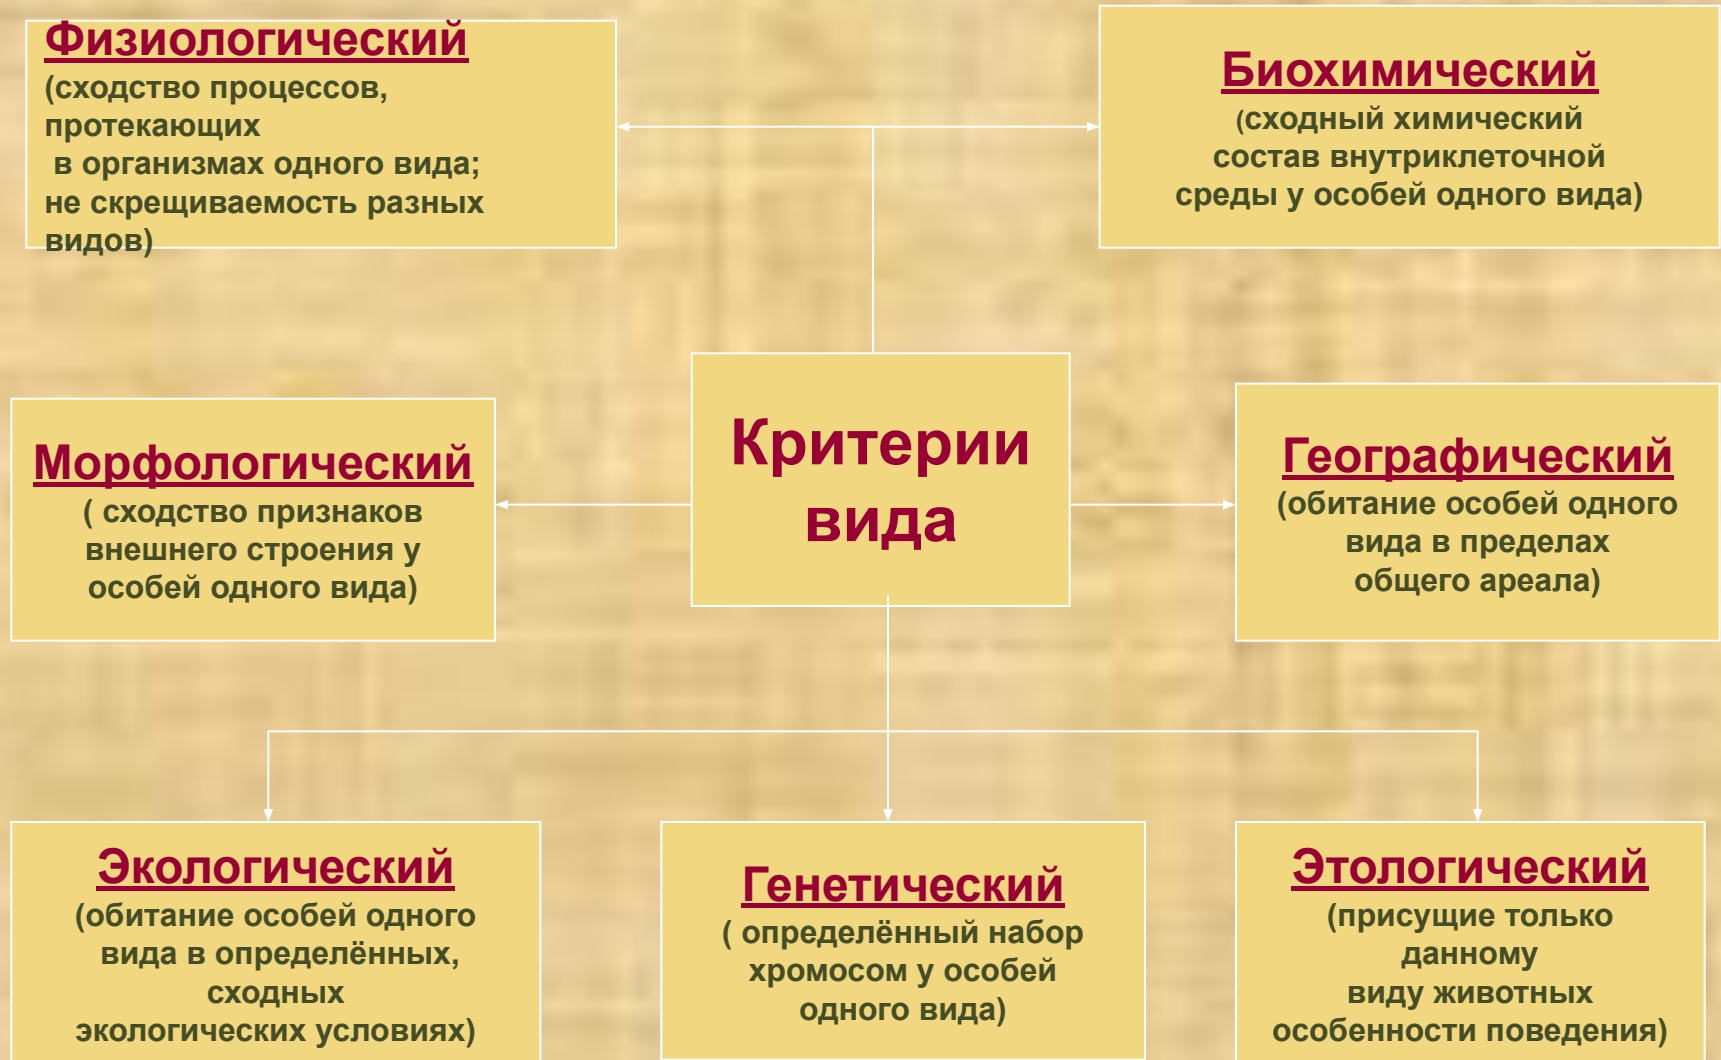 Физиологический
(сходство процессов,
протекающих
в организмах одного вида;
не скрещиваемость разных
видов)
Биохимический
(сходный химический
состав внутриклеточной
среды у особей одного вида)
Морфологический
( сходство признаков
внешнего строения у
особей одного вида)
Критерии
вида
Географический
(обитание особей одного
вида в пределах
общего ареала)
Экологический
(обитание особей одного
вида в определённых,
сходных
экологических условиях)
Генетический
( определённый набор
хромосом у особей
одного вида)
Этологический
(присущие только
данному
виду животных
особенности поведения)